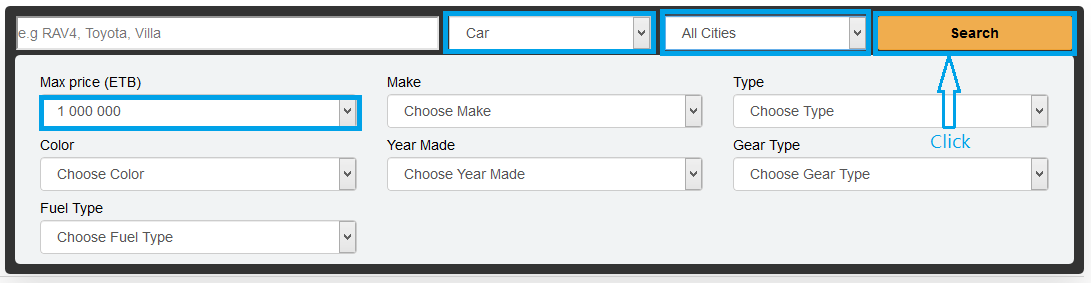 e.g RAV4, Toyota, Villa Car All Cities Search
Max price (ETB) Make Type
1 000 000 Choose Make Choose Type
Click
Color Year Made Gear Type
Choose Color Choose Year Made Choose Gear Type
Fuel Type
Choose Fuel Type